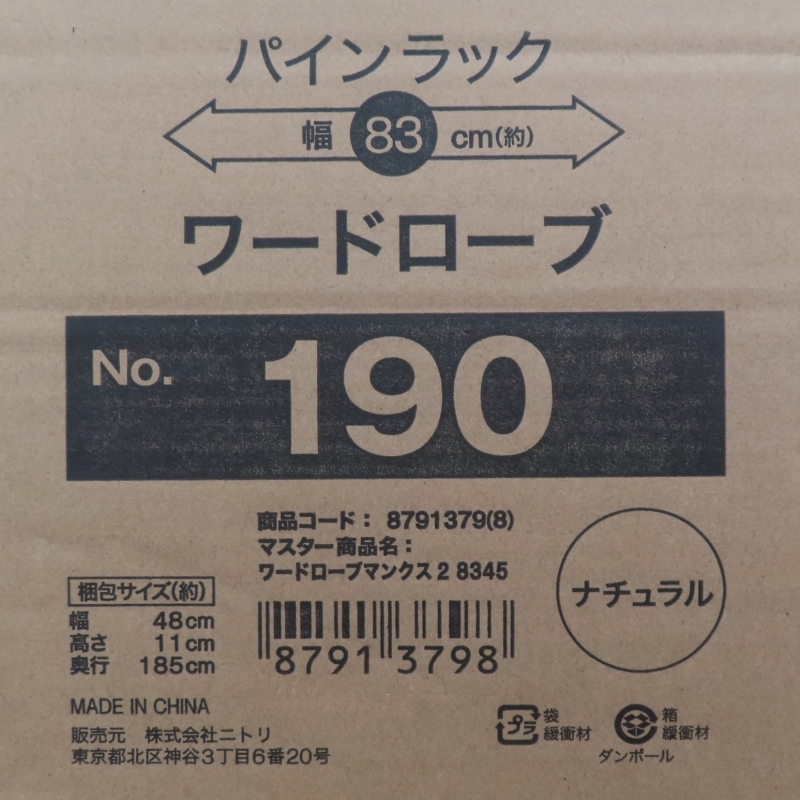 パインラック
幅 83 cm(約)
ワードローブ
No. 190
商品コード： 8791379(8)
マスター商品名：
ワードローブマンクス2 8345
ナチュラル
梱包サイズ(約)
幅 48cm
高さ 11cm
奥行 185cm
8791 3798
MADE IN CHINA
販売元 株式会社ニトリ
東京都北区神谷3丁目6番20号
プラ 袋
緩衝材
箱
緩衝材
ダンボール